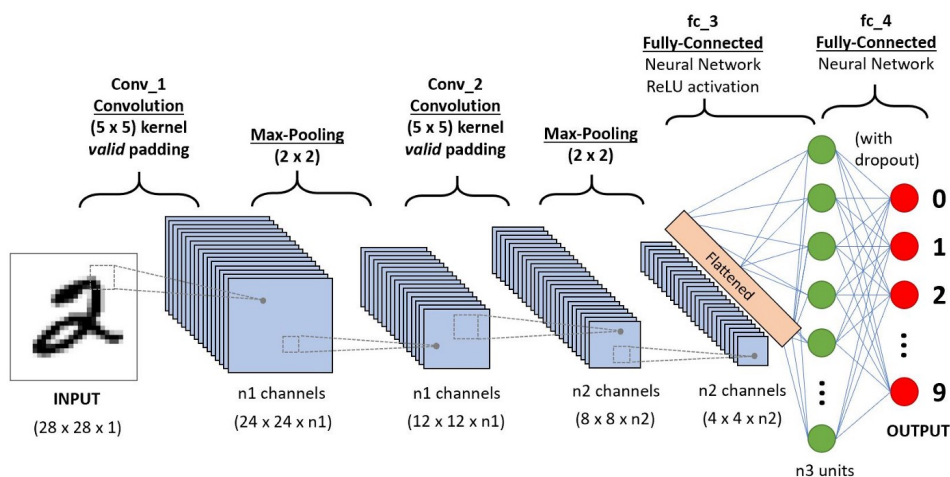 fc_3
Fully-Connected
Neural Network
ReLU activation
fc_4
Fully-Connected
Neural Network
Conv_1
Convolution
(5 x 5) kernel
valid padding
Max-Pooling
(2 x 2)
Conv_2
Convolution
(5 x 5) kernel
valid padding
Max-Pooling
(2 x 2)
(with
dropout)
Flattened
0
1
2
...
...
9
2
INPUT
(28 x 28 x 1)
n1 channels
(24 x 24 x n1)
n1 channels
(12 x 12 x n1)
n2 channels
(8 x 8 x n2)
n2 channels
(4 x 4 x n2)
OUTPUT
n3 units